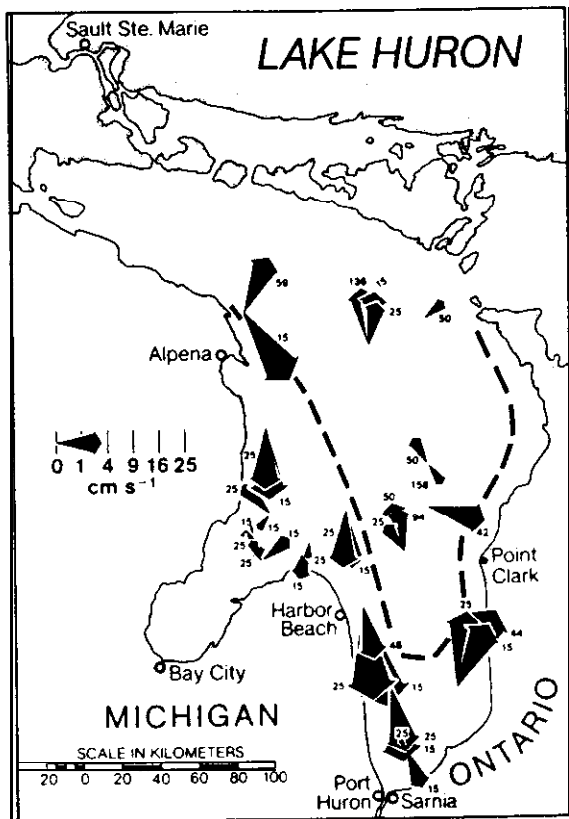 Sault Ste. Marie
LAKE HURON
59
136 15
25
50
15
Alpena
0 1 4 9 16 25
cm s⁻¹
25
25
15
15
15
15
25
25
25
15
50
158
50
94
25
42
15
Point
Clark
Harbor
Beach
25
44
15
48
25
15
Bay City
MICHIGAN
ONTARIO
25
25
15
15
SCALE IN KILOMETERS
20 0 20 40 60 80 100
Port
Huron
Sarnia